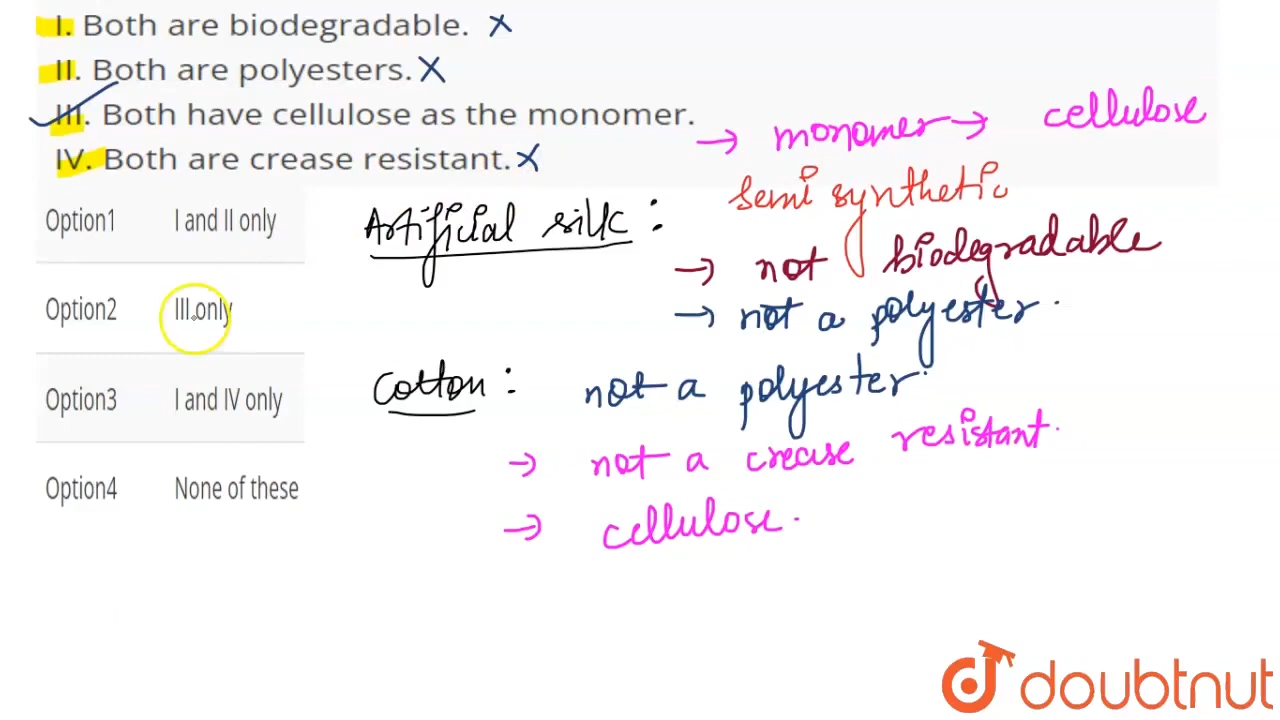 I. Both are biodegradable. ×
II. Both are polyesters. ×
III. Both have cellulose as the monomer.
IV. Both are crease resistant. ×
→ monomer → cellulose
Artificial silk : semi synthetic
→ not biodegradable
→ not a polyester.
Cotton : not a polyester.
→ not a crease resistant.
→ cellulose.
Option1 I and II only
Option2 III only
Option3 I and IV only
Option4 None of these
doubtnut